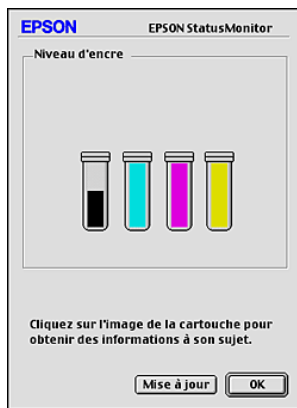 EPSON
EPSON StatusMonitor
Niveau d'encre
Cliquez sur l'image de la cartouche pour
obtenir des informations à son sujet.
Mise à jour
OK